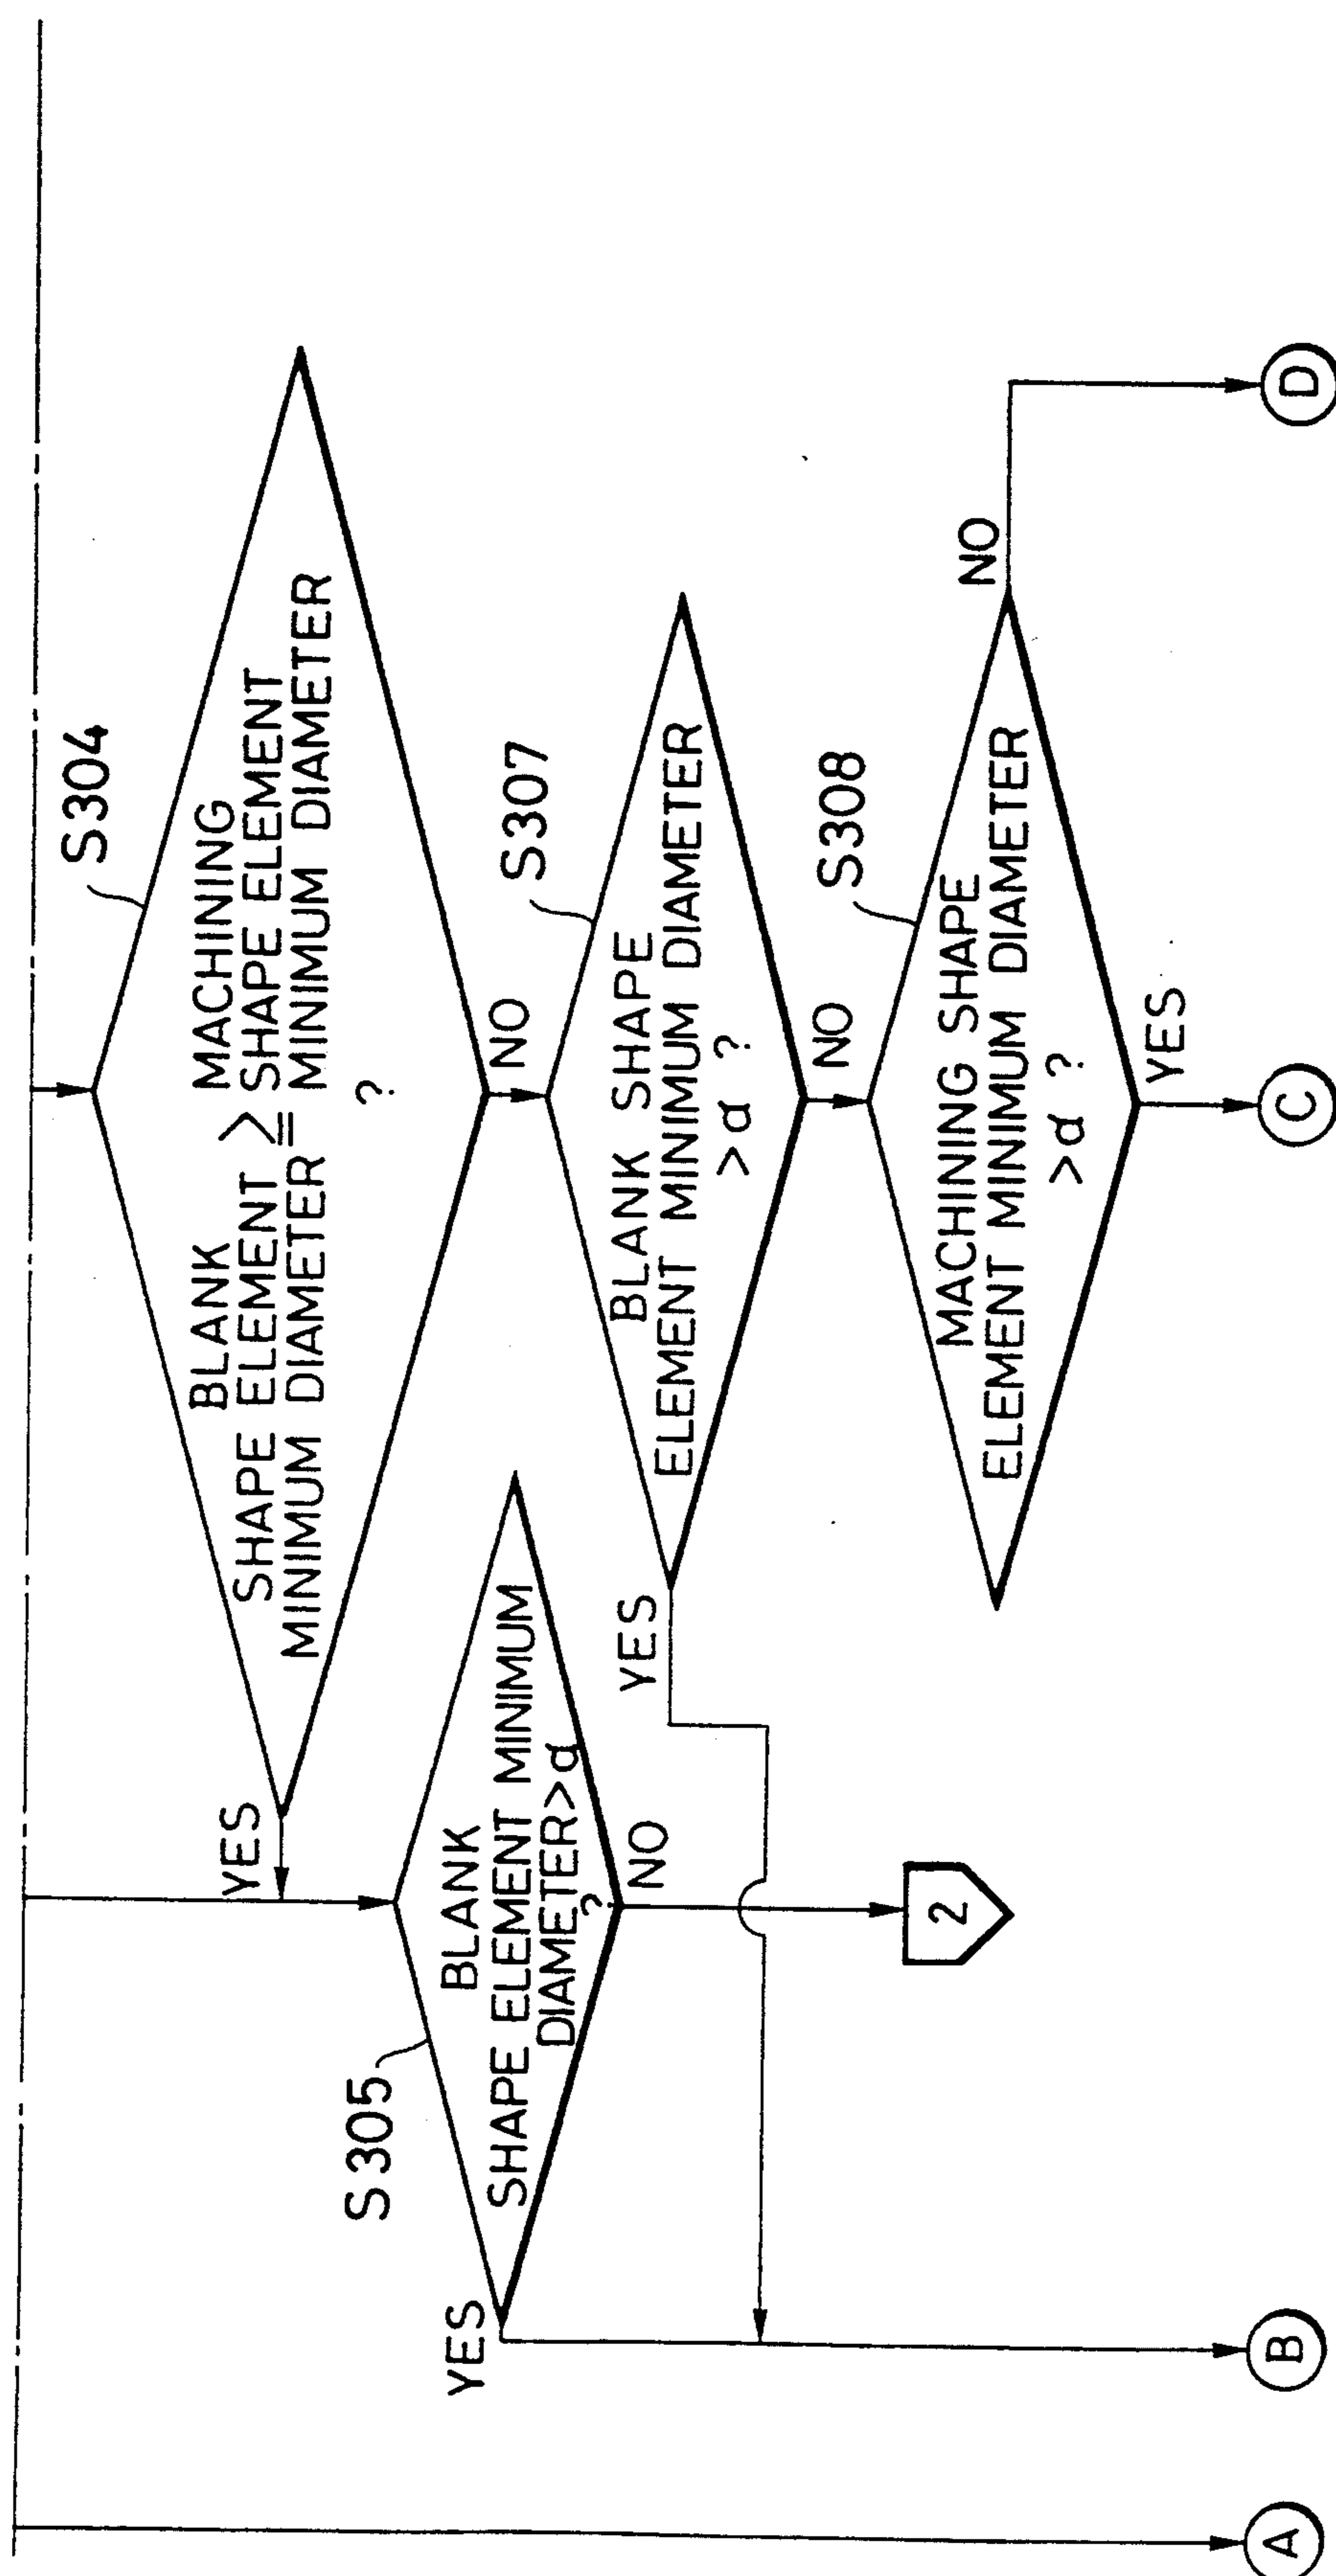 S304
BLANK
SHAPE ELEMENT
MINIMUM DIAMETER
≧
MACHINING
SHAPE ELEMENT
MINIMUM DIAMETER
?
YES
NO
S305
BLANK
SHAPE ELEMENT MINIMUM
DIAMETER>α
?
YES
NO
2
S307
BLANK SHAPE
ELEMENT MINIMUM DIAMETER
>α ?
YES
NO
S308
MACHINING SHAPE
ELEMENT MINIMUM DIAMETER
>α ?
NO
YES
A
B
C
D